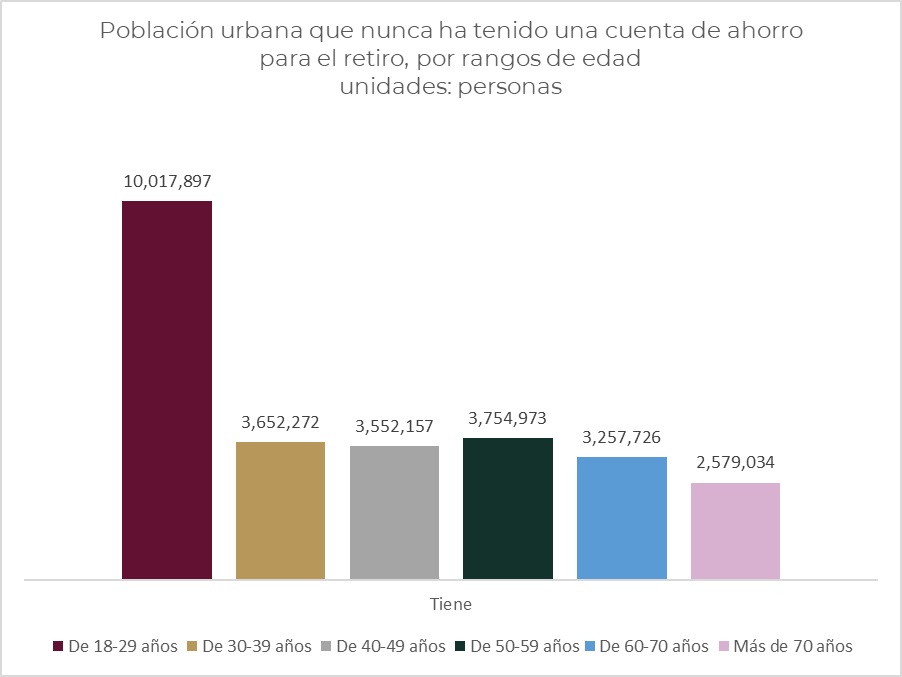 Población urbana que nunca ha tenido una cuenta de ahorro
para el retiro, por rangos de edad
unidades: personas
10,017,897
3,652,272
3,552,157
3,754,973
3,257,726
2,579,034
Tiene
De 18-29 años De 30-39 años De 40-49 años De 50-59 años De 60-70 años Más de 70 años